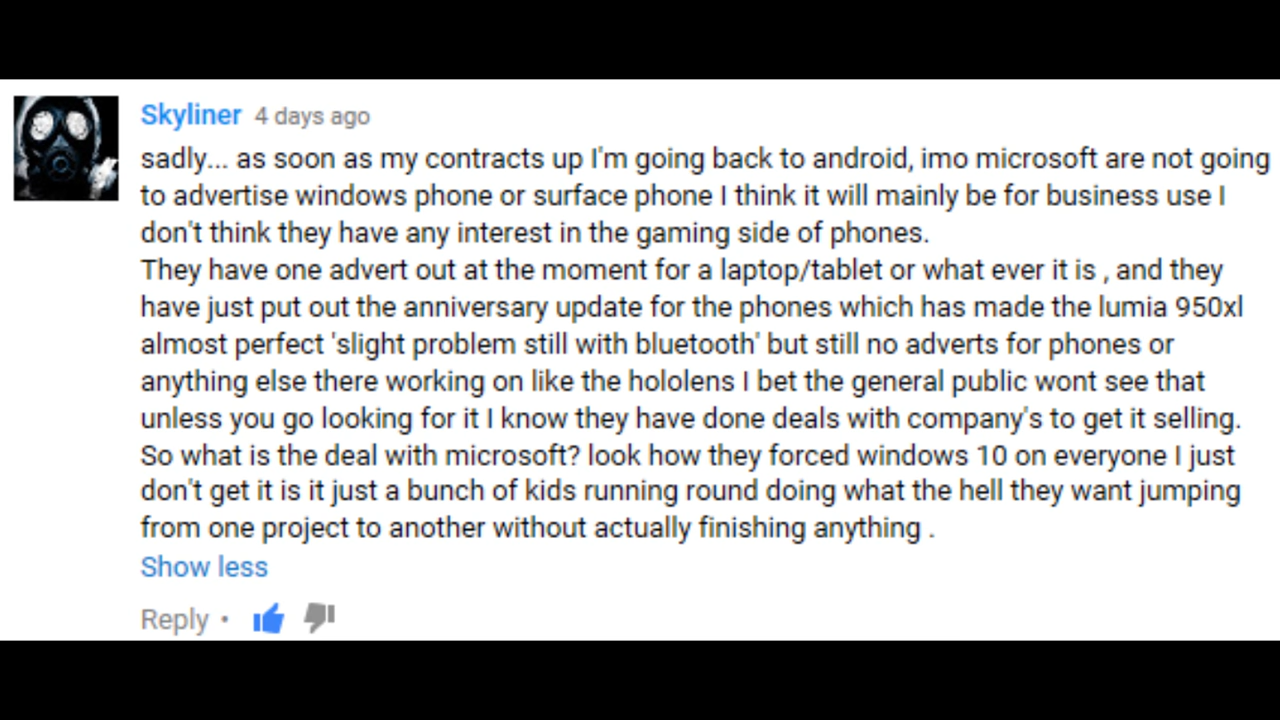 Skyliner 4 days ago
sadly... as soon as my contracts up I'm going back to android, imo microsoft are not going
to advertise windows phone or surface phone I think it will mainly be for business use I
don't think they have any interest in the gaming side of phones.
They have one advert out at the moment for a laptop/tablet or what ever it is , and they
have just put out the anniversary update for the phones which has made the lumia 950xl
almost perfect 'slight problem still with bluetooth' but still no adverts for phones or
anything else there working on like the hololens I bet the general public wont see that
unless you go looking for it I know they have done deals with company's to get it selling.
So what is the deal with microsoft? look how they forced windows 10 on everyone I just
don't get it is it just a bunch of kids running round doing what the hell they want jumping
from one project to another without actually finishing anything .
Show less
Reply •